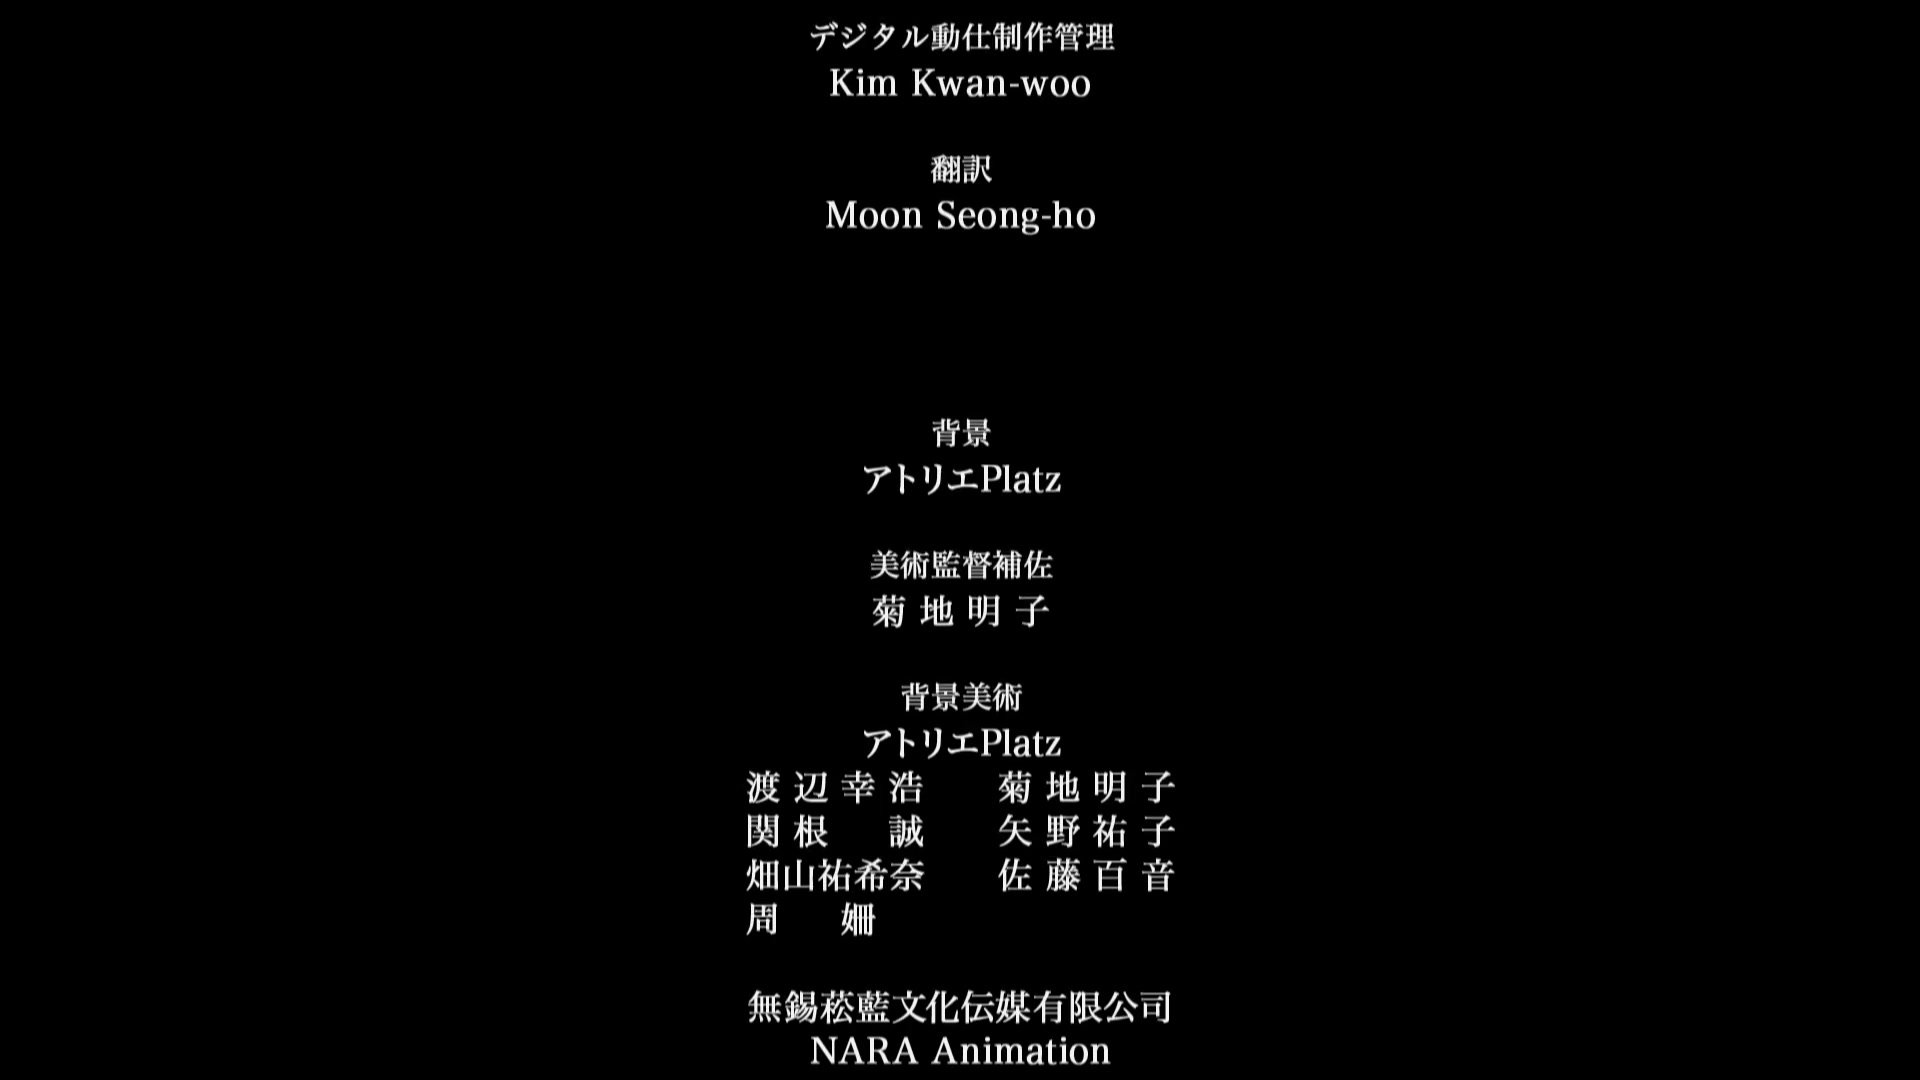 デジタル動仕制作管理
Kim Kwan-woo
翻訳
Moon Seong-ho
背景
アトリエPlatz
美術監督補佐
菊地明子
背景美術
アトリエPlatz
渡辺幸浩 菊地明子
関根 誠 矢野祐子
畑山祐希奈 佐藤百音
周 姗
無錫菘藍文化伝媒有限公司
NARA Animation